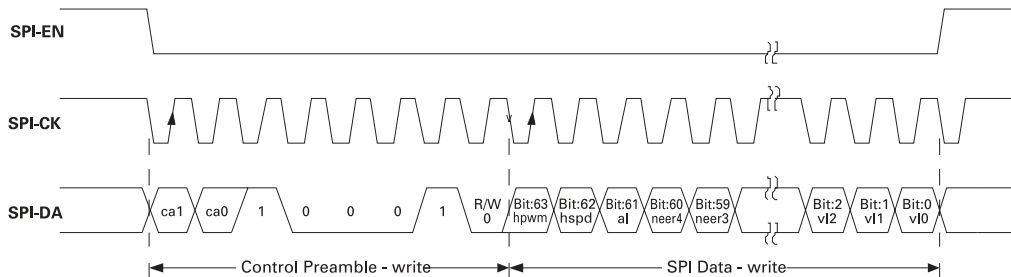 SPI-EN
SPI-CK
SPI-DA
ca1 ca0 1 0 0 0 1 R/W 0
Bit:63 hpwm
Bit:62 hspd
Bit:61 al
Bit:60 neer4
Bit:59 neer3
Bit:2 vl2
Bit:1 vl1
Bit:0 vl0
Control Preamble - write
SPI Data - write